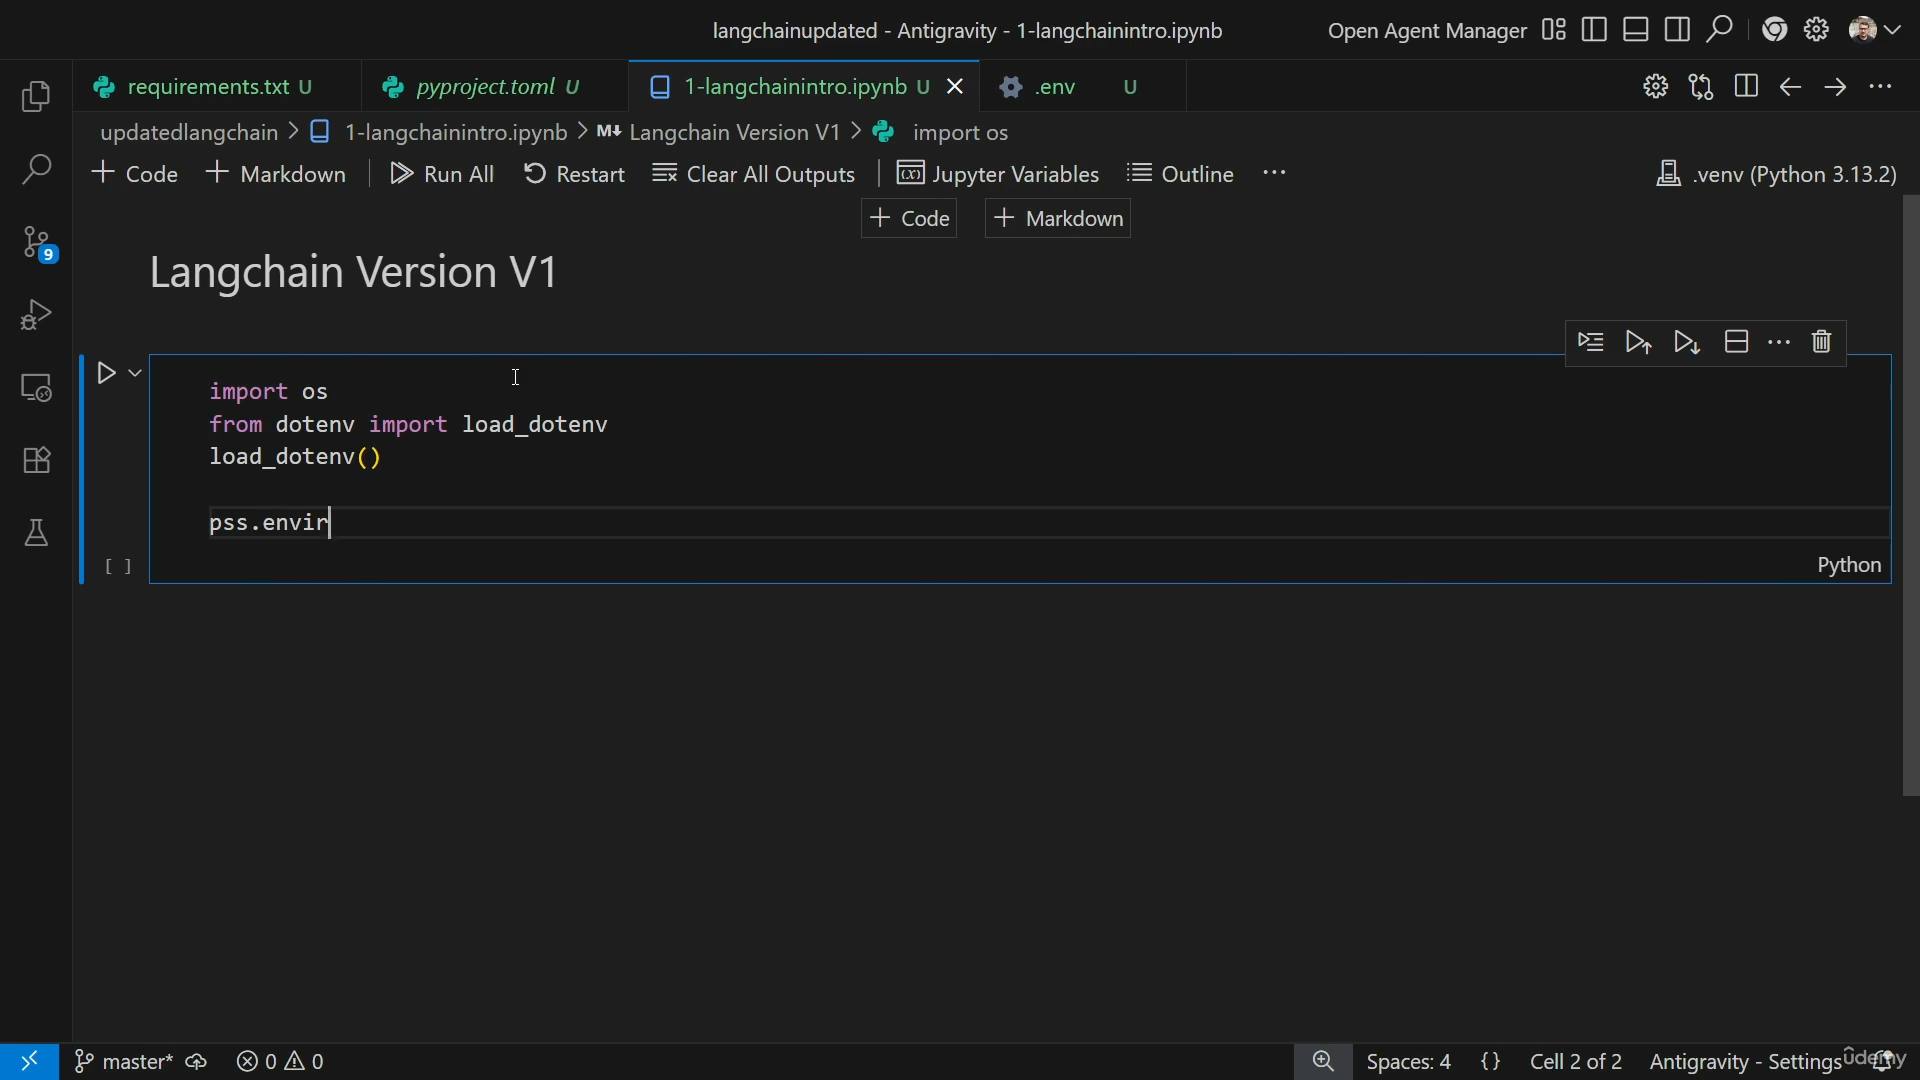 langchainupdated - Antigravity - 1-langchainintro.ipynb
Open Agent Manager
requirements.txt U
pyproject.toml U
1-langchainintro.ipynb U
.env U
updatedlangchain > 1-langchainintro.ipynb > M↓ Langchain Version V1 > import os
+ Code + Markdown
Run All
Restart
Clear All Outputs
Jupyter Variables
Outline
...
.venv (Python 3.13.2)
+ Code
+ Markdown
Langchain Version V1
import os
from dotenv import load_dotenv
load_dotenv()
pss.envir
[ ]
Python
9
master*
0
0
Spaces: 4
{}
Cell 2 of 2
Antigravity - Settings
ûdemy